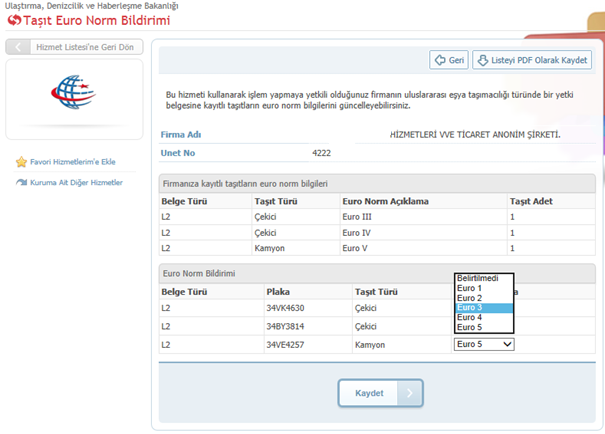 Ulaştırma, Denizcilik ve Haberleşme Bakanlığı
Taşıt Euro Norm Bildirimi
Hizmet Listesi'ne Geri Dön
Geri
Listeyi PDF Olarak Kaydet
Bu hizmeti kullanarak işlem yapmaya yetkili olduğunuz firmanın uluslararası eşya taşımacılığı türünde bir yetki
belgesine kayıtlı taşıtların euro norm bilgilerini güncelleyebilirsiniz.
Firma Adı HİZMETLERİ VVE TİCARET ANONİM ŞİRKETİ.
Unet No 4222
Favori Hizmetlerim'e Ekle
Kuruma Ait Diğer Hizmetler
Firmanıza kayıtlı taşıtların euro norm bilgileri
Belge Türü Taşıt Türü Euro Norm Açıklama Taşıt Adet
L2 Çekici Euro III 1
L2 Çekici Euro IV 1
L2 Kamyon Euro V 1
Euro Norm Bildirimi
Belge Türü Plaka Taşıt Türü
Belirtilmedi
Euro 1
Euro 2
Euro 3
Euro 4
Euro 5
L2 34VK4630 Çekici
L2 34BY3814 Çekici
L2 34VE4257 Kamyon Euro 5
Kaydet